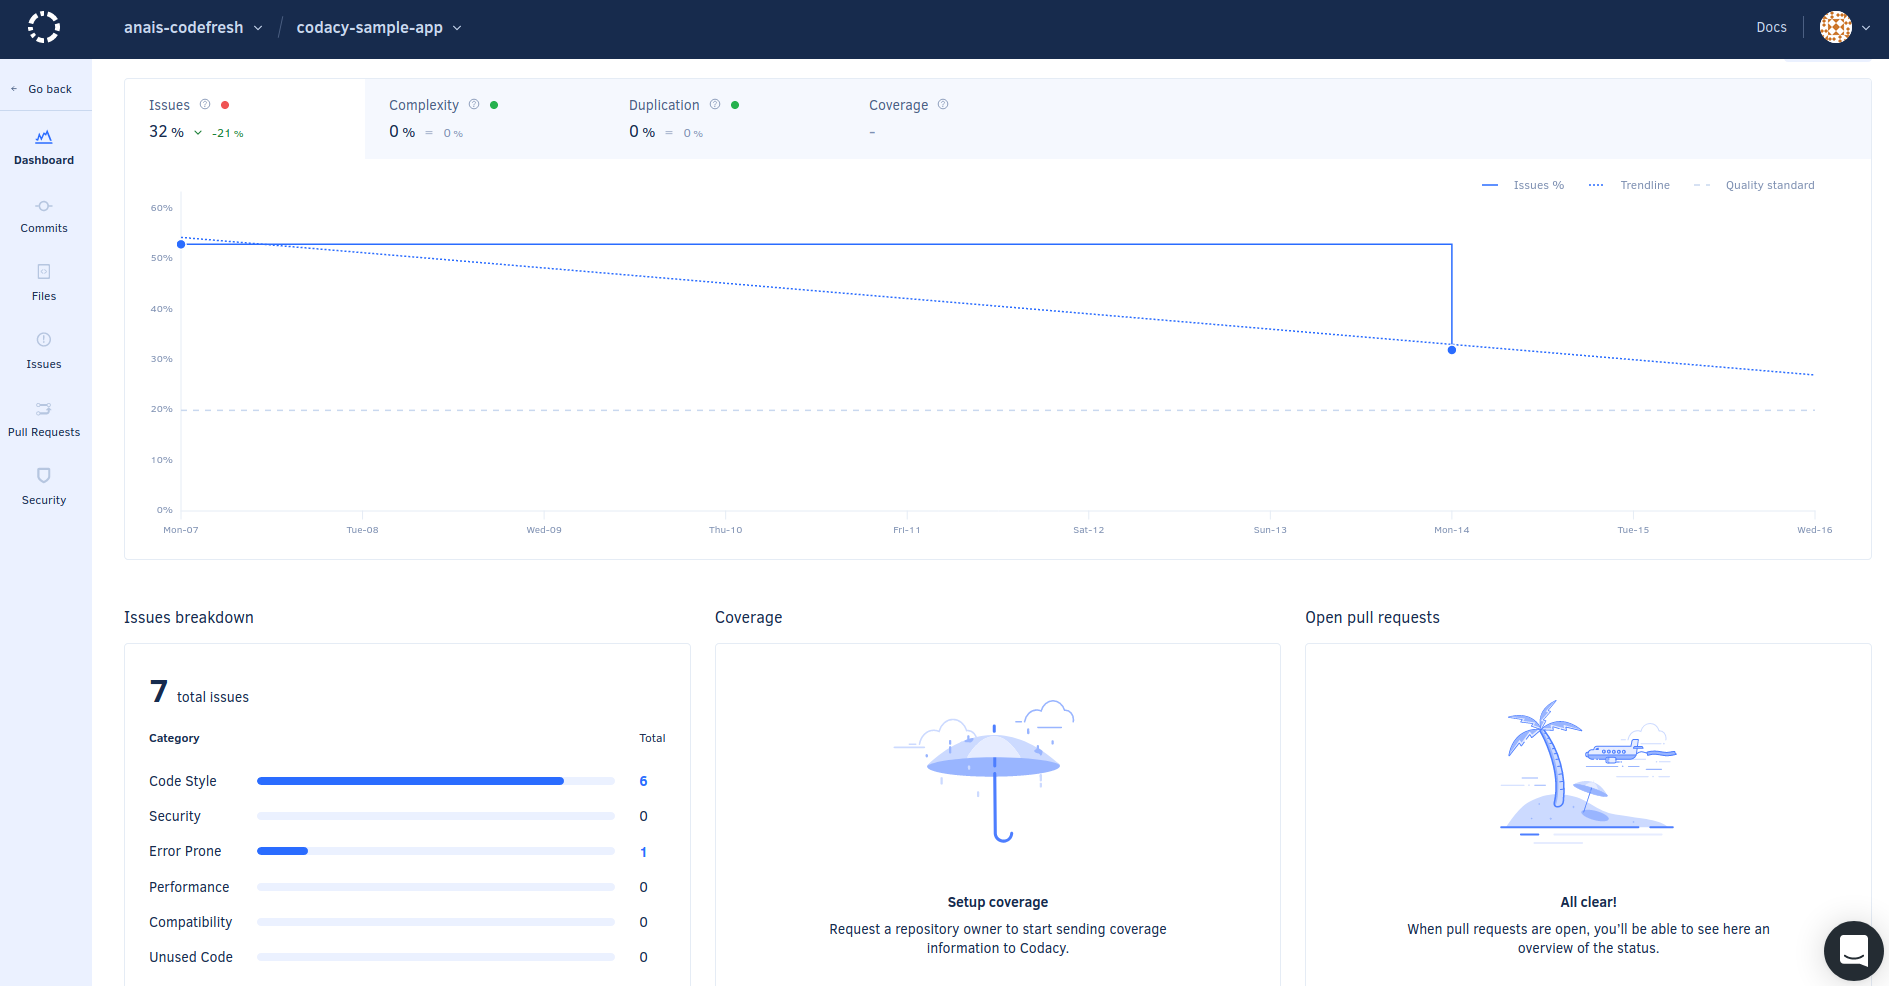 anais-codefresh / codacy-sample-app Docs
Go back
Dashboard
Commits
Files
Issues
Pull Requests
Security
Issues Complexity Duplication Coverage
32 % -21 % 0 % = 0 % 0 % = 0 % -
Issues % Trendline Quality standard
60%
50%
40%
30%
20%
10%
0%
Mon-07 Tue-08 Wed-09 Thu-10 Fri-11 Sat-12 Sun-13 Mon-14 Tue-15 Wed-16
Issues breakdown
7 total issues
Category Total
Code Style 6
Security 0
Error Prone 1
Performance 0
Compatibility 0
Unused Code 0
Coverage
Setup coverage
Request a repository owner to start sending coverage
information to Codacy.
Open pull requests
All clear!
When pull requests are open, you'll be able to see here an
overview of the status.